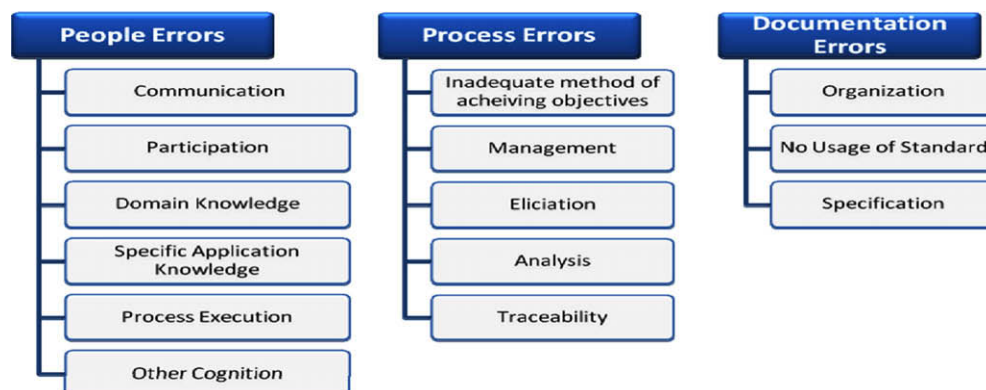 People Errors
Communication
Participation
Domain Knowledge
Specific Application
Knowledge
Process Execution
Other Cognition
Process Errors
Inadequate method of
acheiving objectives
Management
Eliciation
Analysis
Traceability
Documentation
Errors
Organization
No Usage of Standard
Specification